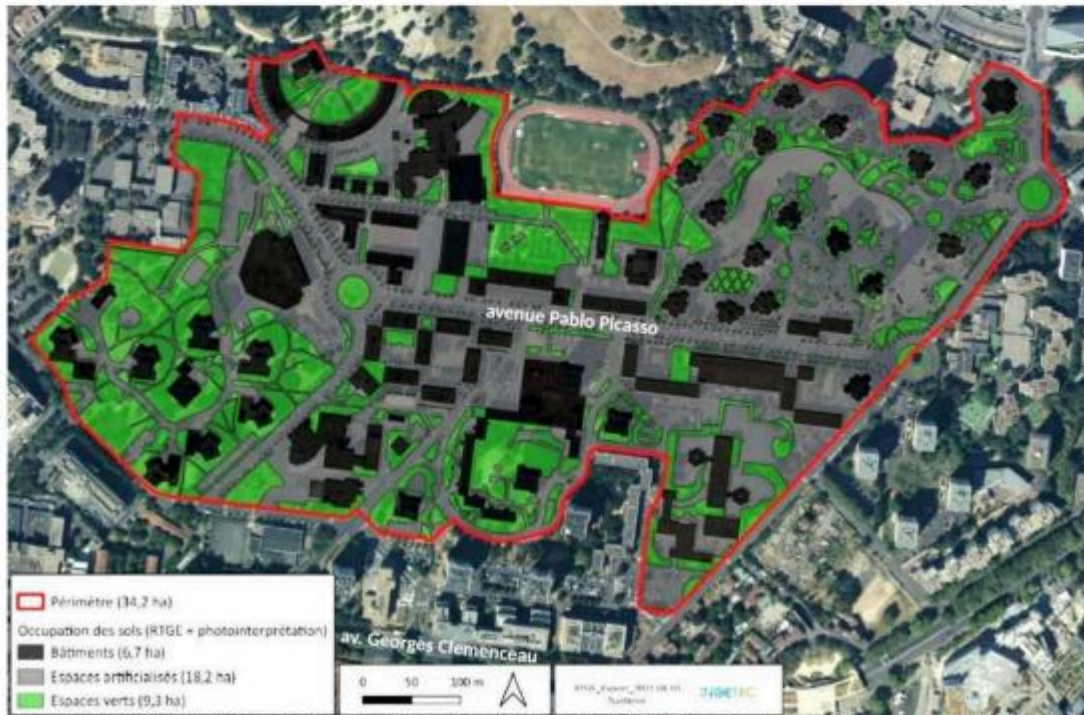 avenue Pablo Picasso
Périmètre (34,2 ha)
Occupation des sols (RTGE + photointerprétation)
Bâtiments (6,7 ha)
Espaces artificialisés (18,2 ha)
Espaces verts (9,3 ha)
av. Georges Clemenceau
0 50 100 m
INGETEC